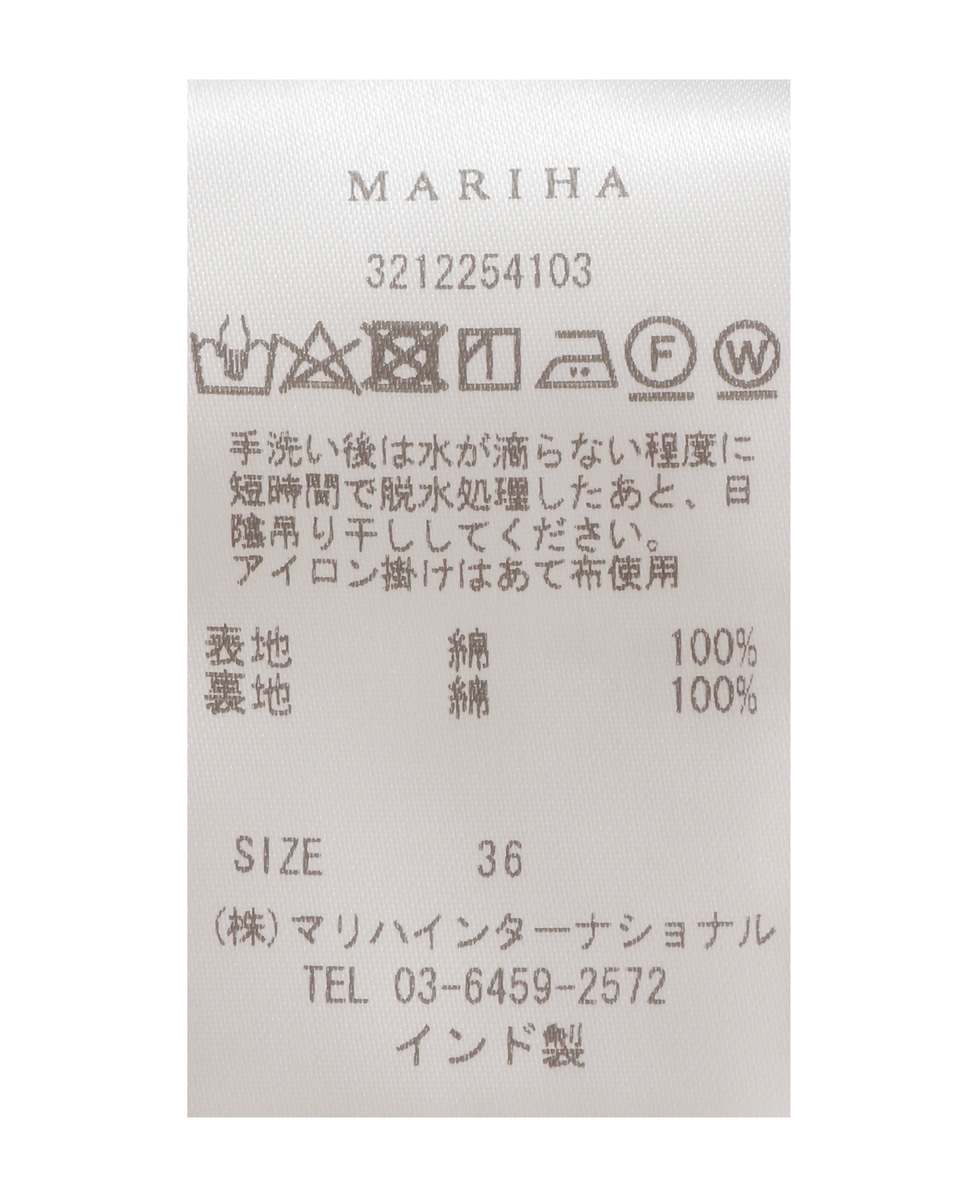 MARIHA
3212254103
F W
手洗い後は水が滴らない程度に
短時間で脱水処理したあと、日
陰吊り干ししてください。
アイロン掛けはあて布使用
表地 綿 100%
裏地 綿 100%
SIZE 36
(株)マリハインターナショナル
TEL 03-6459-2572
インド製